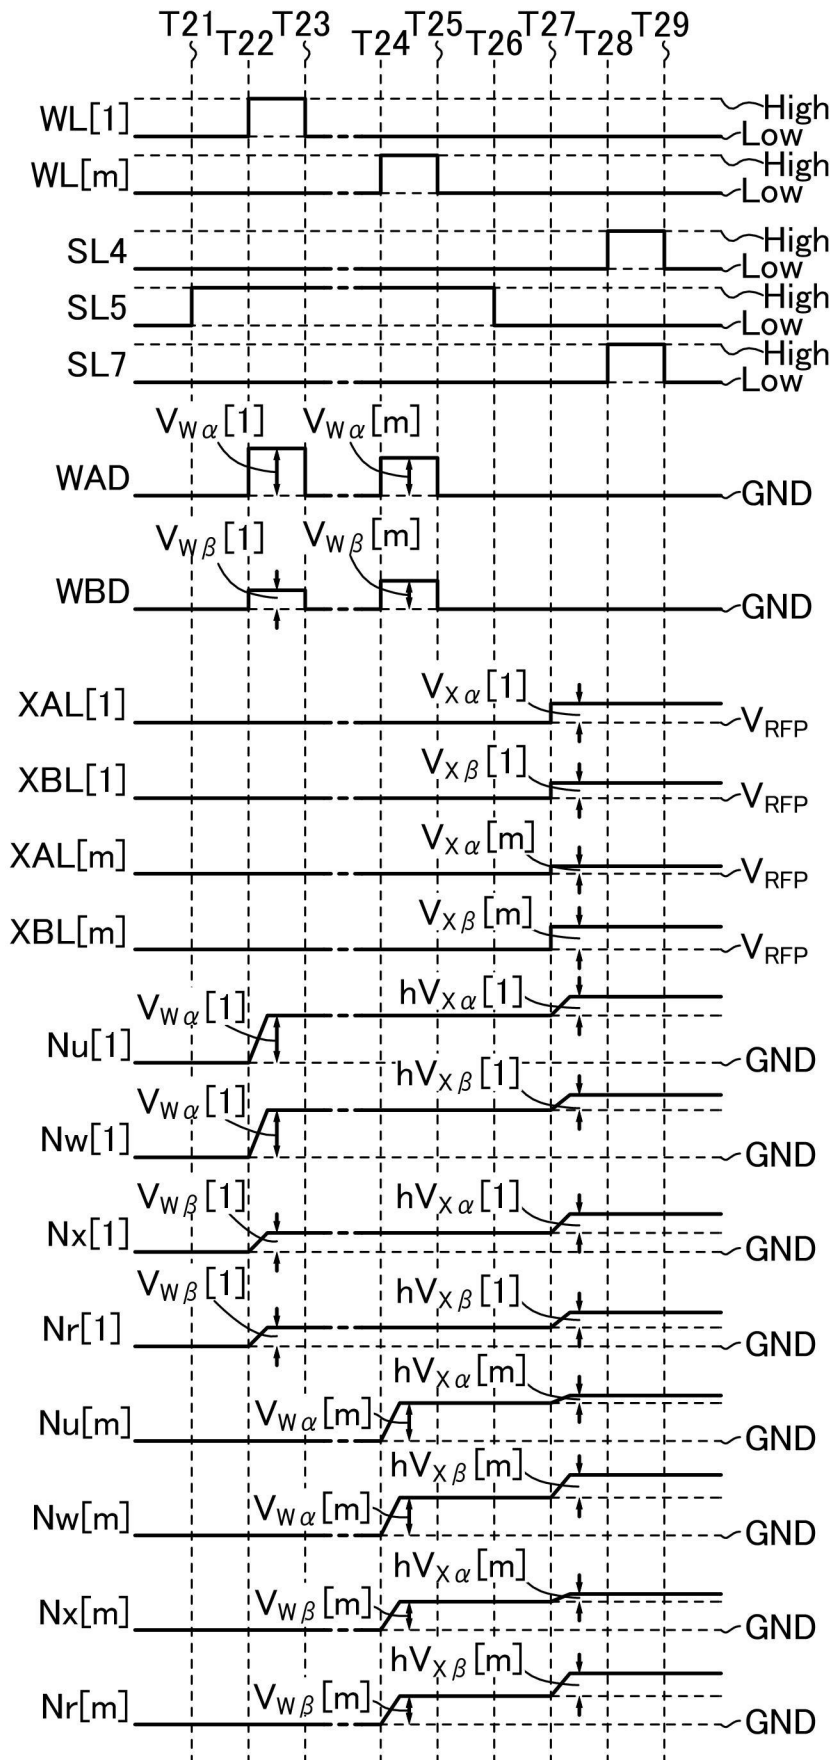 T21 T22 T23 T24 T25 T26 T27 T28 T29
WL[1] High
Low
WL[m] High
Low
SL4 High
Low
SL5 High
Low
SL7 High
Low
VWα[1] VWα[m]
WAD GND
VWβ[1] VWβ[m]
WBD GND
VXα[1]
XAL[1] VRFP
VXβ[1]
XBL[1] VRFP
VXα[m]
XAL[m] VRFP
VXβ[m]
XBL[m] VRFP
VWα[1] hVXα[1]
Nu[1] GND
VWα[1] hVXβ[1]
Nw[1] GND
VWβ[1] hVXα[1]
Nx[1] GND
VWβ[1] hVXβ[1]
Nr[1] GND
hVXα[m]
VWα[m]
Nu[m] GND
hVXβ[m]
VWα[m]
Nw[m] GND
hVXα[m]
VWβ[m]
Nx[m] GND
hVXβ[m]
VWβ[m]
Nr[m] GND